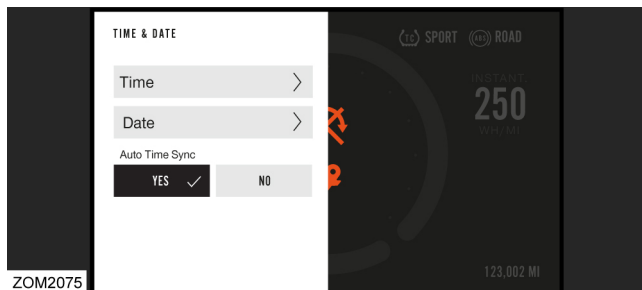 TIME & DATE
Time
Date
Auto Time Sync
YES
NO
TC SPORT
ABS ROAD
INSTANT.
250
WH/MI
123,002 MI
ZOM2075